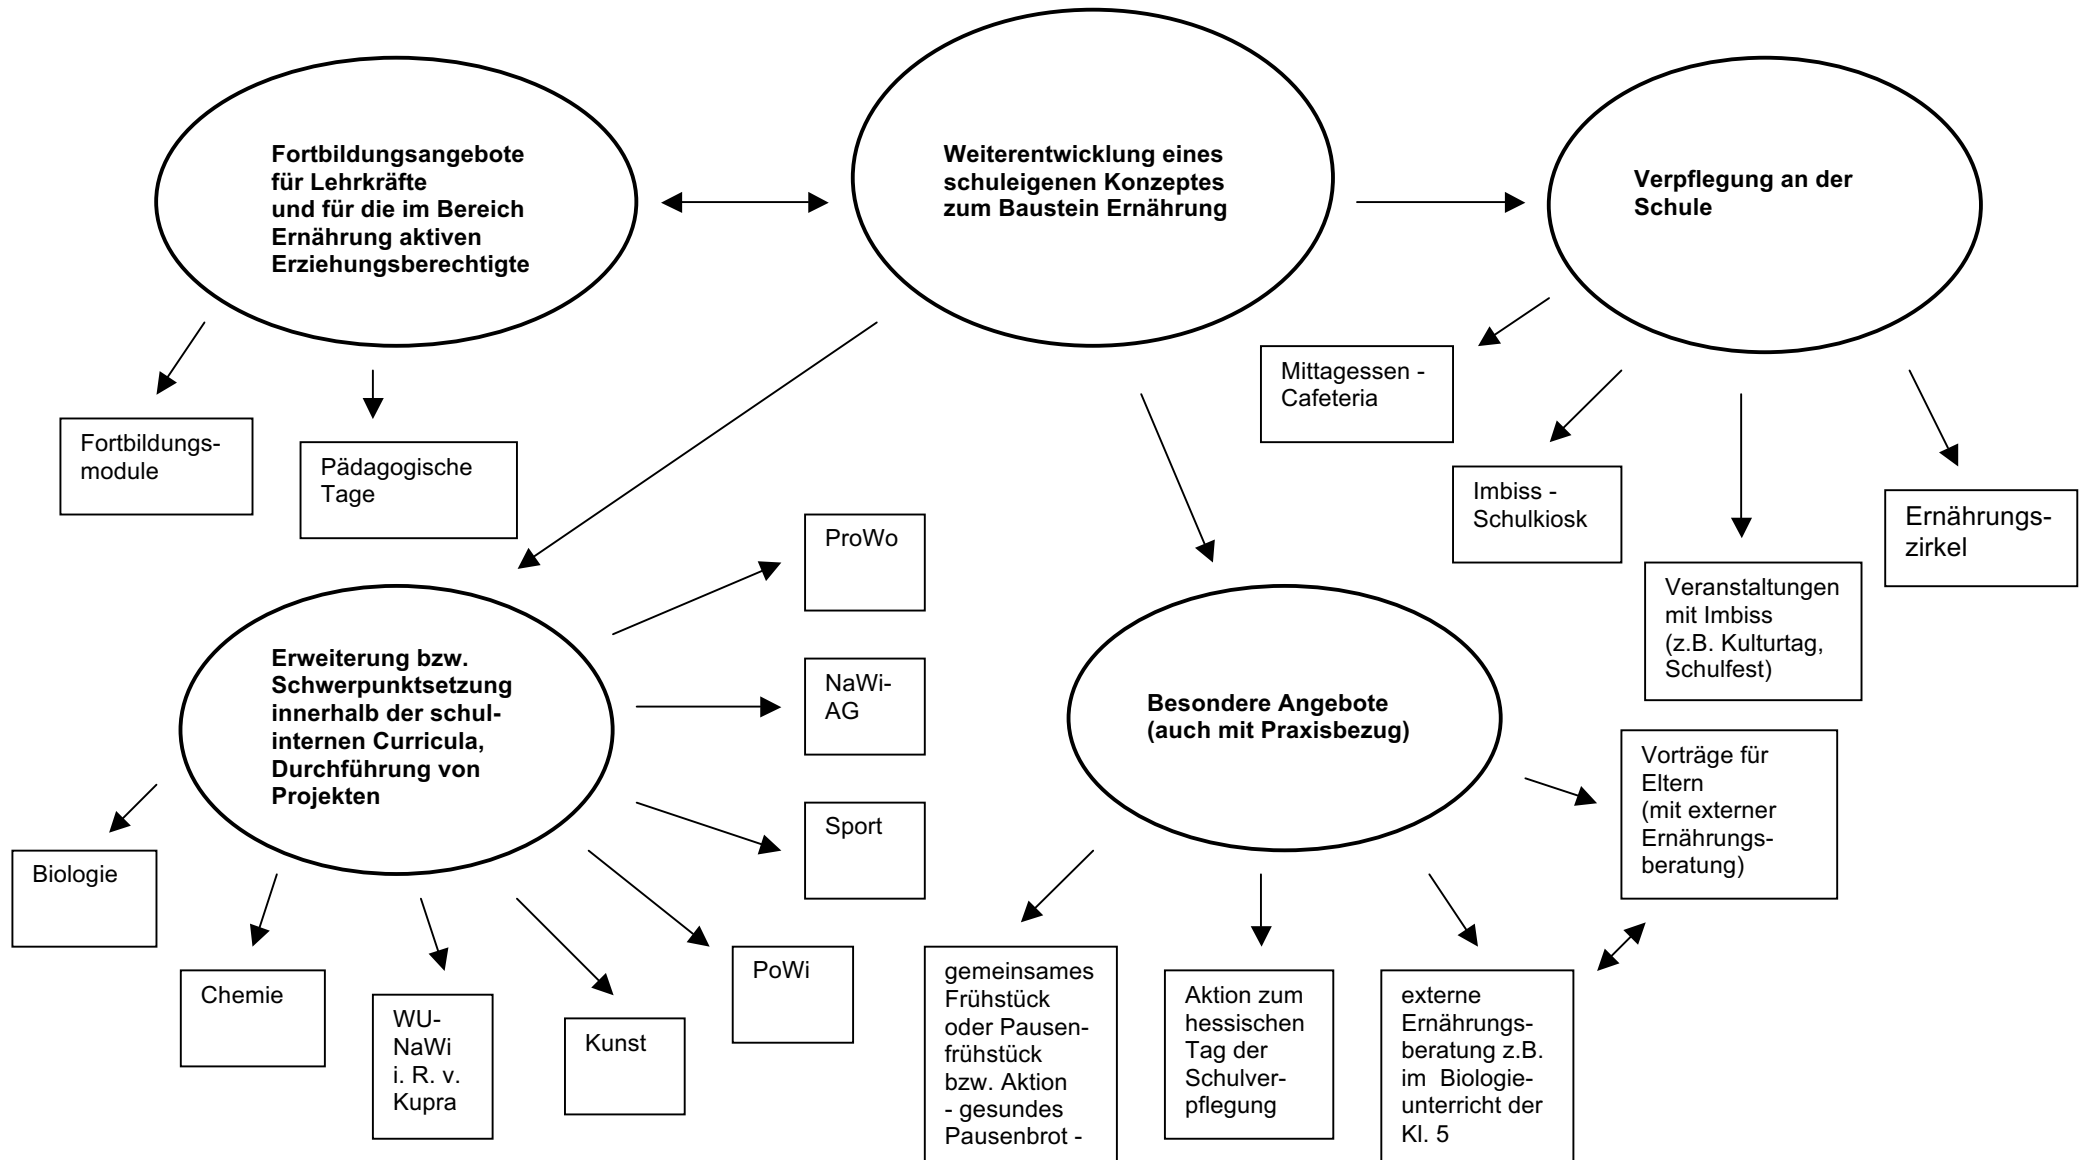 Fortbildungsangebote
für Lehrkräfte
und für die im Bereich
Ernährung aktiven
Erziehungsberechtigte
Weiterentwicklung eines
schuleigenen Konzeptes
zum Baustein Ernährung
Verpflegung an der
Schule
Mittagessen -
Cafeteria
Fortbildungs-
module
Pädagogische
Tage
Imbiss -
Schulkiosk
Ernährungs-
zirkel
ProWo
Veranstaltungen
mit Imbiss
(z.B. Kulturtag,
Schulfest)
Erweiterung bzw.
Schwerpunktsetzung
innerhalb der schul-
internen Curricula,
Durchführung von
Projekten
NaWi-
AG
Besondere Angebote
(auch mit Praxisbezug)
Vorträge für
Eltern
(mit externer
Ernährungs-
beratung)
Sport
Biologie
Chemie
WU-
NaWi
i. R. v.
Kupra
Kunst
PoWi
gemeinsames
Frühstück
oder Pausen-
frühstück
bzw. Aktion
- gesundes
Pausenbrot -
Aktion zum
hessischen
Tag der
Schulver-
pflegung
externe
Ernährungs-
beratung z.B.
im  Biologie-
unterricht der
Kl. 5